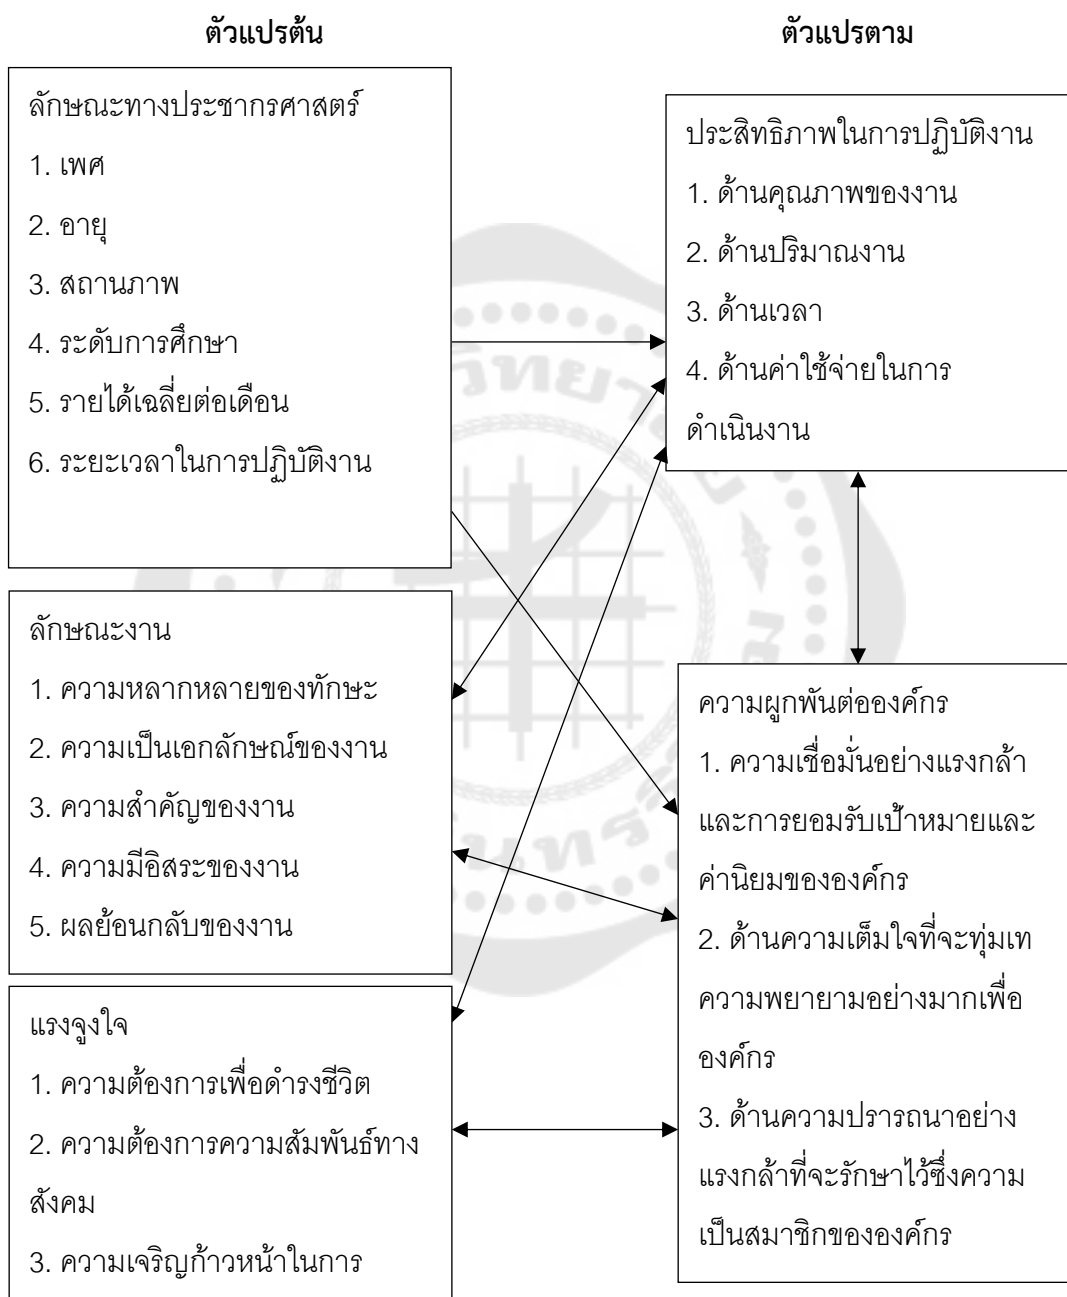 ตัวแปรต้น
ตัวแปรตาม
ลักษณะทางประชากรศาสตร์
1. เพศ
2. อายุ
3. สถานภาพ
4. ระดับการศึกษา
5. รายได้เฉลี่ยต่อเดือน
6. ระยะเวลาในการปฏิบัติงาน
ประสิทธิภาพในการปฏิบัติงาน
1. ด้านคุณภาพของงาน
2. ด้านปริมาณงาน
3. ด้านเวลา
4. ด้านค่าใช้จ่ายในการ
ดำเนินงาน
ลักษณะงาน
1. ความหลากหลายของทักษะ
2. ความเป็นเอกลักษณ์ของงาน
3. ความสำคัญของงาน
4. ความมีอิสระของงาน
5. ผลย้อนกลับของงาน
ความผูกพันต่อองค์กร
1. ความเชื่อมั่นอย่างแรงกล้า
และการยอมรับเป้าหมายและ
ค่านิยมขององค์กร
2. ด้านความเต็มใจที่จะทุ่มเท
ความพยายามอย่างมากเพื่อ
องค์กร
3. ด้านความปรารถนาอย่าง
แรงกล้าที่จะรักษาไว้ซึ่งความ
เป็นสมาชิกขององค์กร
แรงจูงใจ
1. ความต้องการเพื่อดำรงชีวิต
2. ความต้องการความสัมพันธ์ทาง
สังคม
3. ความเจริญก้าวหน้าในการ